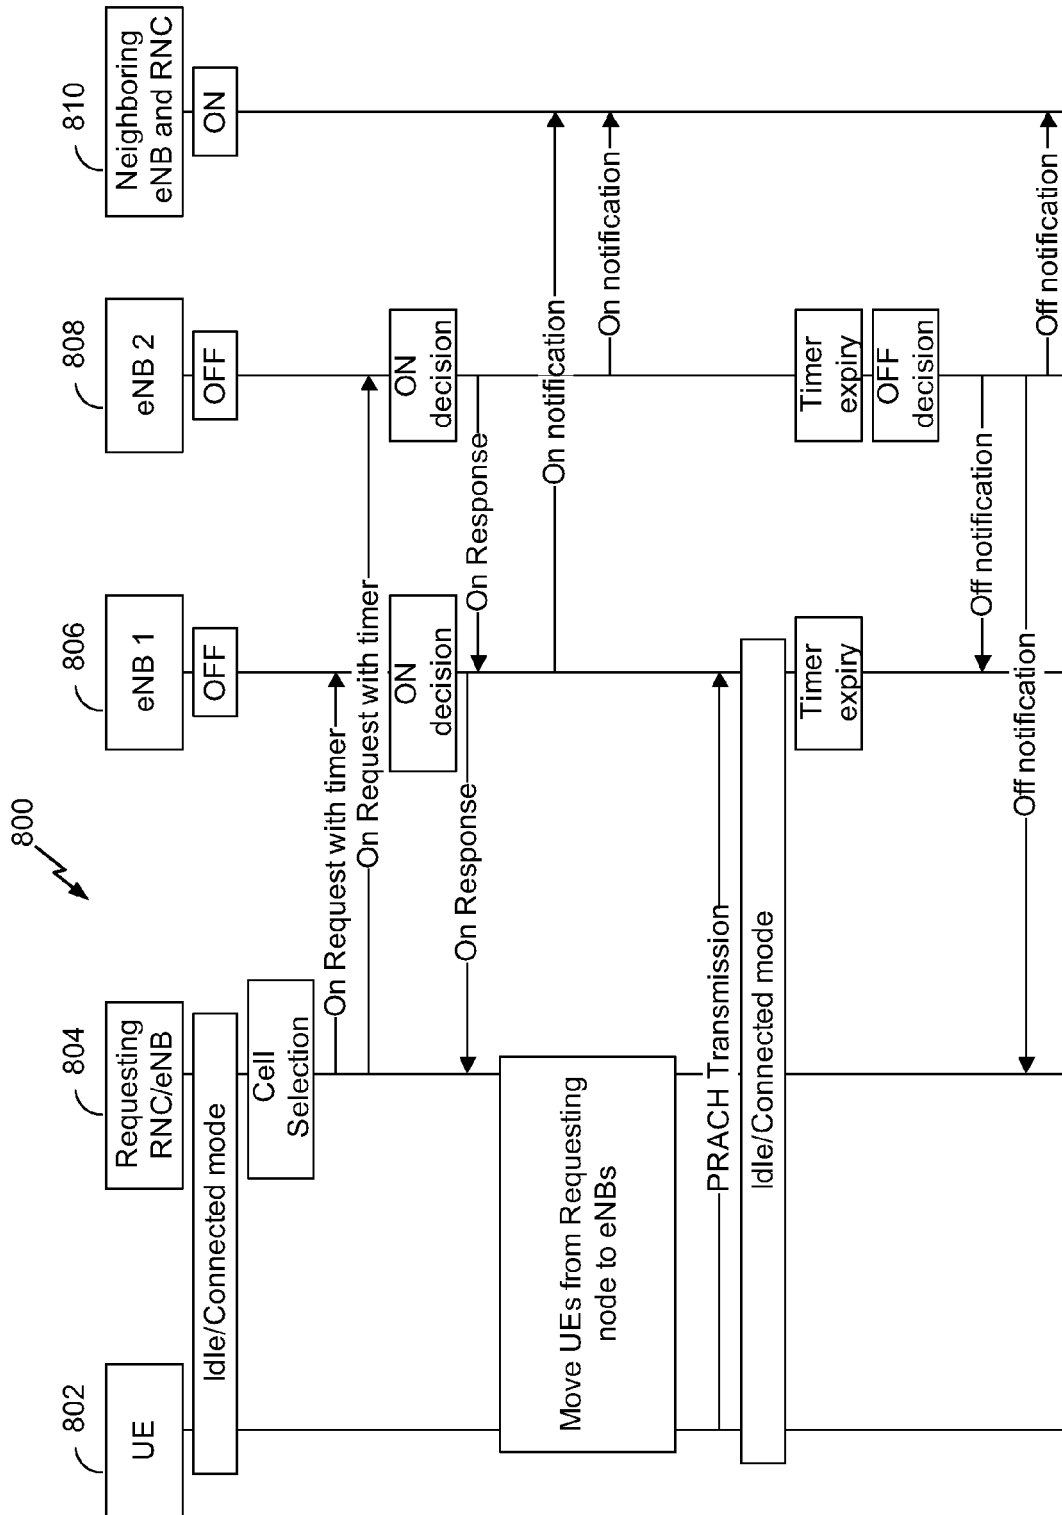 800
802
804
806
808
810
UE
Requesting
RNC/eNB
eNB 1
eNB 2
Neighboring
eNB and RNC
Idle/Connected mode
OFF
OFF
ON
Cell
Selection
On Request with timer
On Request with timer
ON
decision
ON
decision
On Response
On Response
Move UEs from Requesting
node to eNBs
On notification
On notification
PRACH Transmission
Idle/Connected mode
Timer
expiry
Timer
expiry
OFF
decision
Off notification
Off notification
Off notification